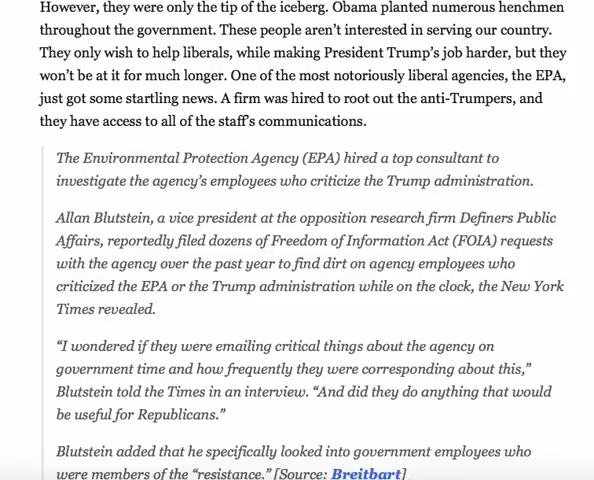 However, they were only the tip of the iceberg. Obama planted numerous henchmen
throughout the government. These people aren't interested in serving our country.
They only wish to help liberals, while making President Trump's job harder, but they
won't be at it for much longer. One of the most notoriously liberal agencies, the EPA,
just got some startling news. A firm was hired to root out the anti-Trumpers, and
they have access to all of the staff's communications.
The Environmental Protection Agency (EPA) hired a top consultant to
investigate the agency's employees who criticize the Trump administration.
Allan Blutstein, a vice president at the opposition research firm Definers Public
Affairs, reportedly filed dozens of Freedom of Information Act (FOIA) requests
with the agency over the past year to find dirt on agency employees who
criticized the EPA or the Trump administration while on the clock, the New York
Times revealed.
“I wondered if they were emailing critical things about the agency on
government time and how frequently they were corresponding about this,”
Blutstein told the Times in an interview. “And did they do anything that would
be useful for Republicans.”
Blutstein added that he specifically looked into government employees who
were members of the “resistance.” [Source: Breitbart]